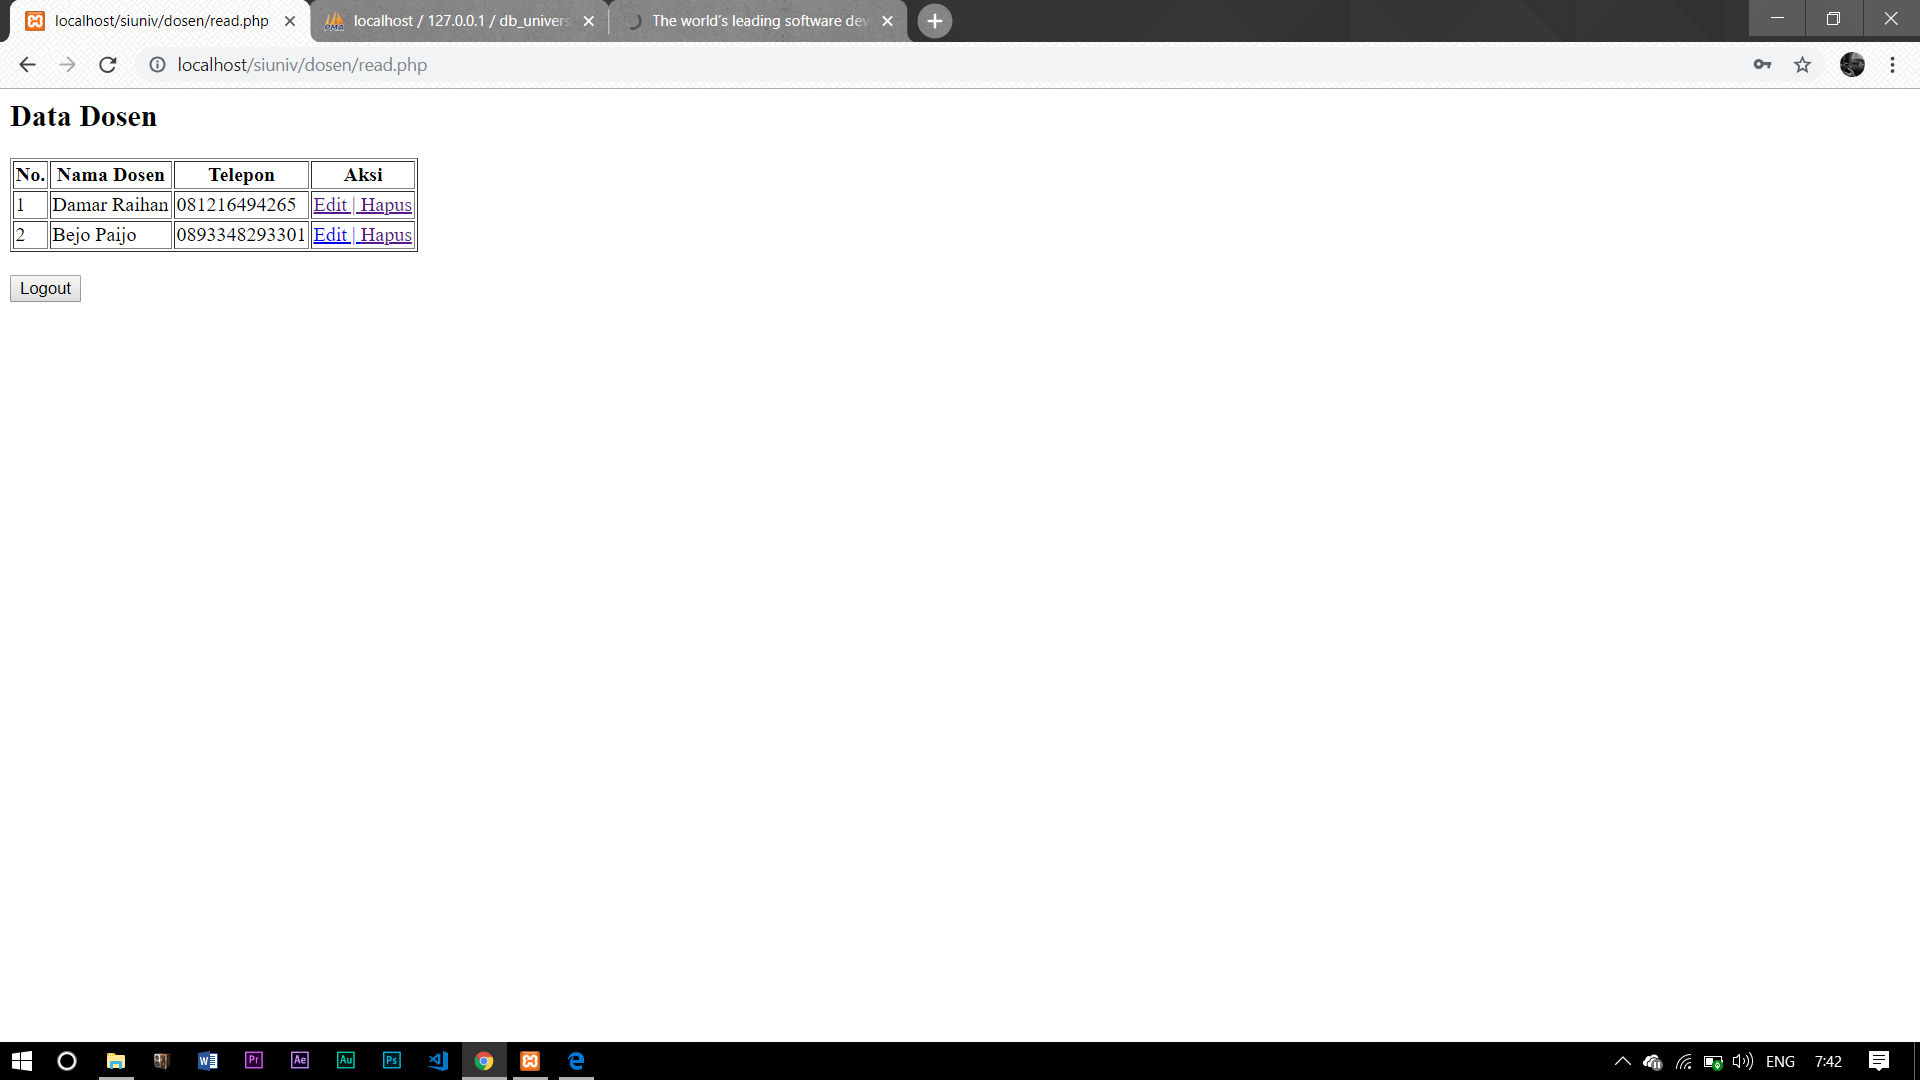 localhost/siuniv/dosen/read.php
localhost / 127.0.0.1 / db_univers
The world's leading software dev
localhost/siuniv/dosen/read.php
Data Dosen
No. Nama Dosen Telepon Aksi
1 Damar Raihan 081216494265 Edit | Hapus
2 Bejo Paijo 0893348293301 Edit | Hapus
Logout
W Pr Ae Au Ps ENG 7:42